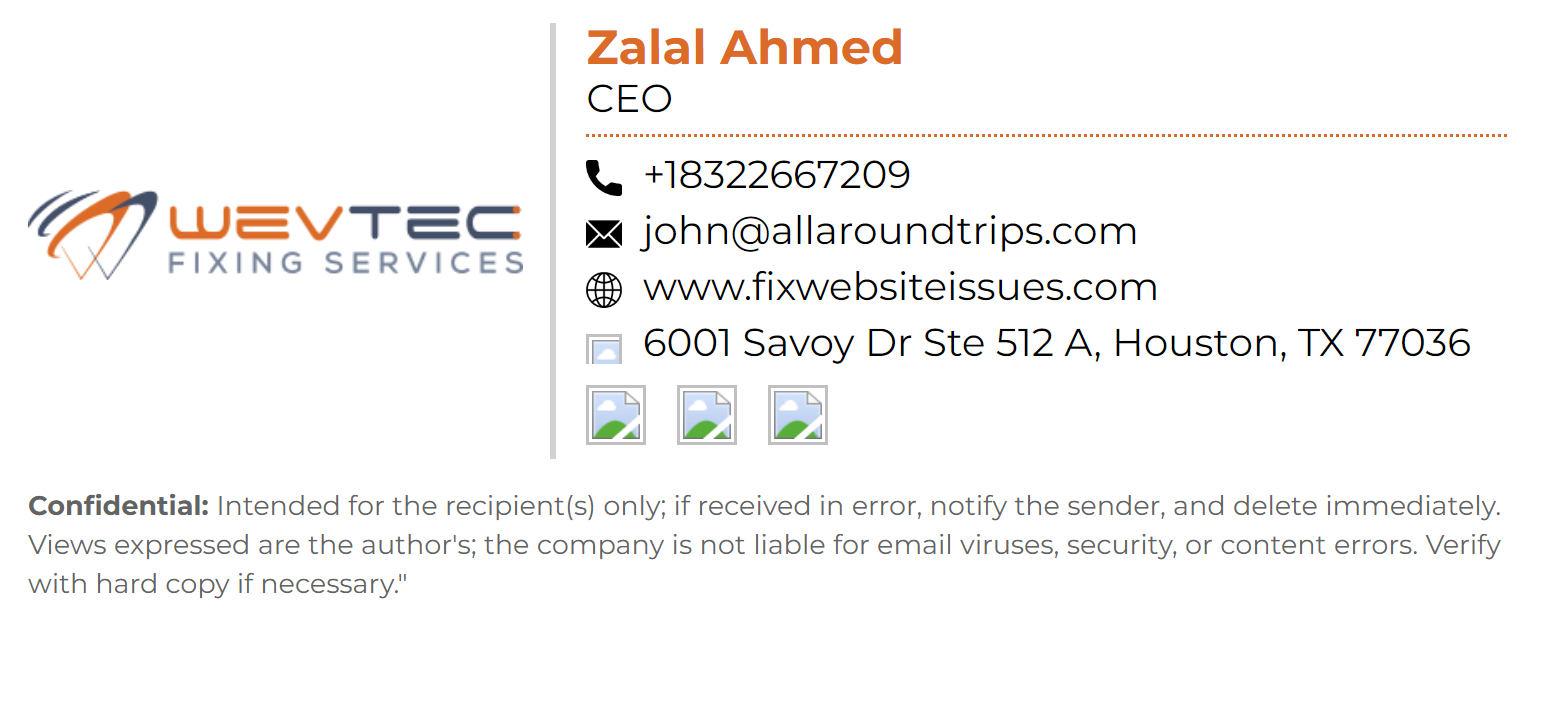 WEVTEC
FIXING SERVICES
Zalal Ahmed
CEO
+18322667209
john@allaroundtrips.com
www.fixwebsiteissues.com
6001 Savoy Dr Ste 512 A, Houston, TX 77036
Confidential: Intended for the recipient(s) only; if received in error, notify the sender, and delete immediately.
Views expressed are the author's; the company is not liable for email viruses, security, or content errors. Verify
with hard copy if necessary."